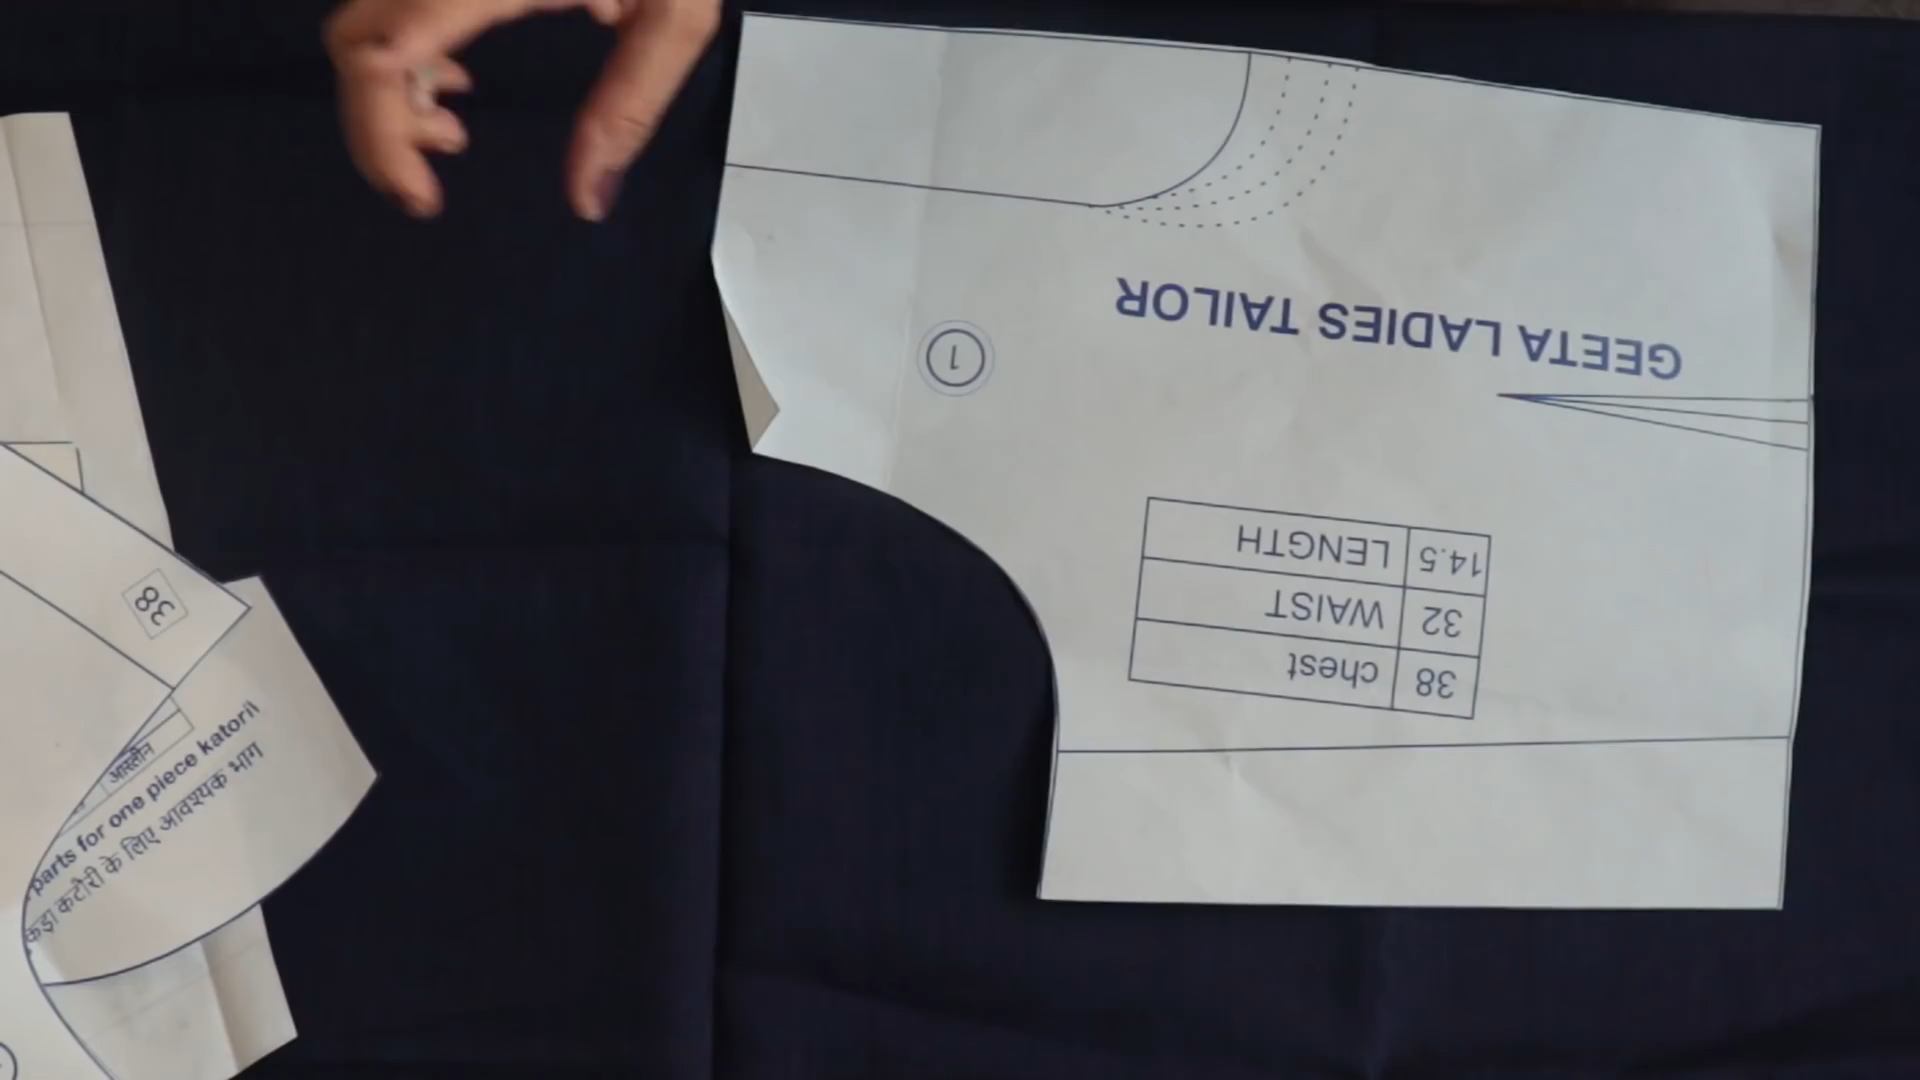 GEETA LADIES TAILOR
1
38 chest
32 WAIST
14.5 LENGTH
38
आस्तीन
parts for one piece katori\
कटोरी के लिए आवश्यक भाग